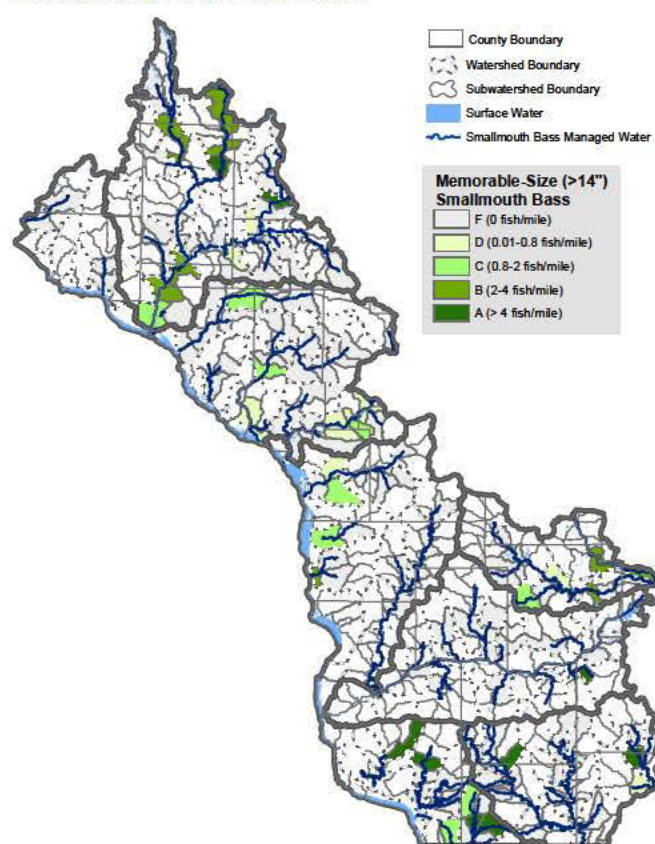 County Boundary
Watershed Boundary
Subwatershed Boundary
Surface Water
Smallmouth Bass Managed Water
Memorable-Size (>14")
Smallmouth Bass
F (0 fish/mile)
D (0.01-0.8 fish/mile)
C (0.8-2 fish/mile)
B (2-4 fish/mile)
A (> 4 fish/mile)